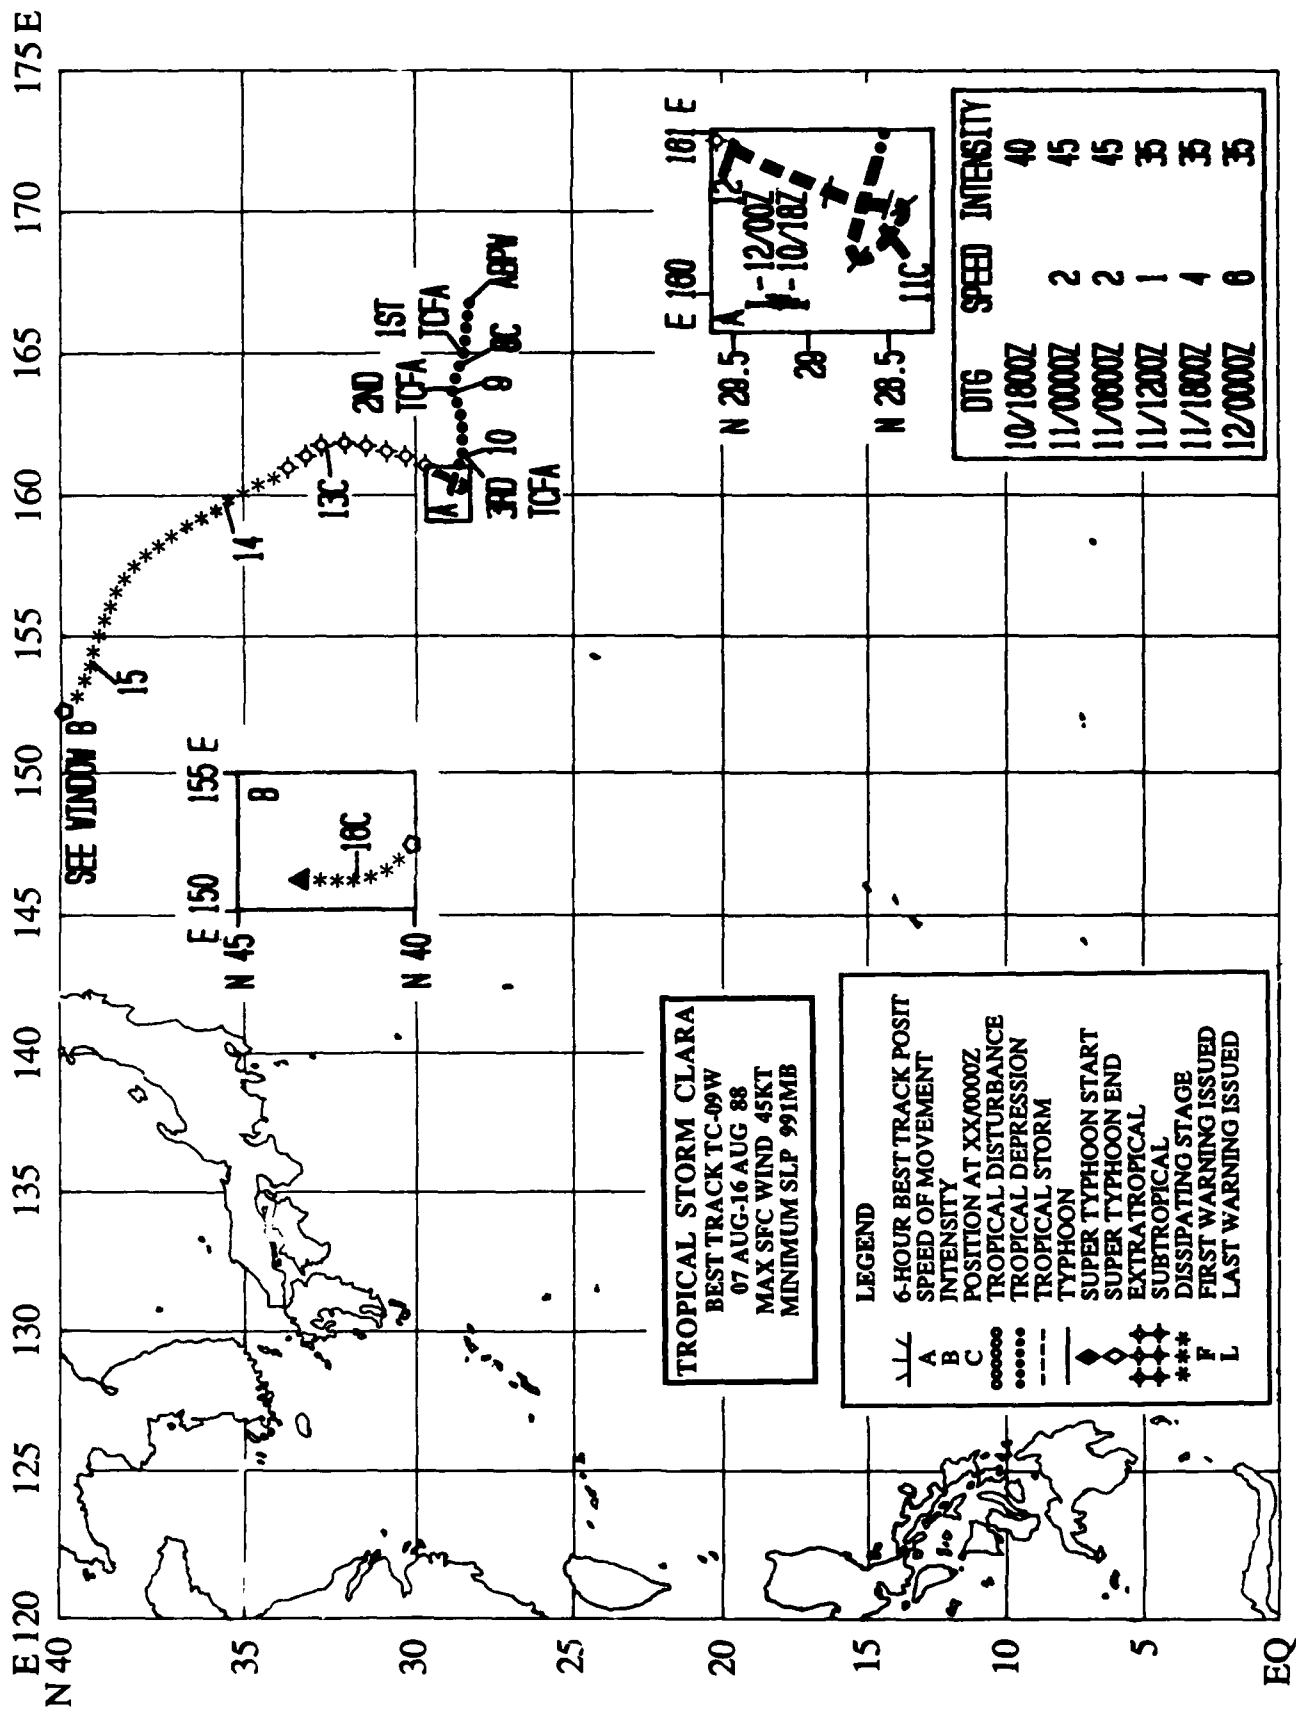 E 120 125 130 135 140 145 150 155 160 165 170 175 E
N 40
35
30
25
20
15
10
5
EQ
SEE WINDOW B
15
14
13C
2ND
TCFA
1ST
TCFA
ABPW
8C
9
10
3RD
TCFA
A
E 150 155 E
N 45
N 40
B
16C
E 160 161 E
N 29.5
29
N 28.5
A
12
I-12/00Z
-10/18Z
11C
TROPICAL STORM CLARA
BEST TRACK TC-09W
07 AUG-16 AUG 88
MAX SFC WIND 45KT
MINIMUM SLP 991MB
LEGEND
6-HOUR BEST TRACK POSIT
A SPEED OF MOVEMENT
B INTENSITY
C POSITION AT XX/0000Z
TROPICAL DISTURBANCE
TROPICAL DEPRESSION
TROPICAL STORM
TYPHOON
SUPER TYPHOON START
SUPER TYPHOON END
EXTRATROPICAL
SUBTROPICAL
*** DISSIPATING STAGE
F FIRST WARNING ISSUED
L LAST WARNING ISSUED
DTG SPEED INTENSITY
10/1800Z 40
11/0000Z 2 45
11/0600Z 2 45
11/1200Z 1 35
11/1800Z 4 35
12/0000Z 6 35